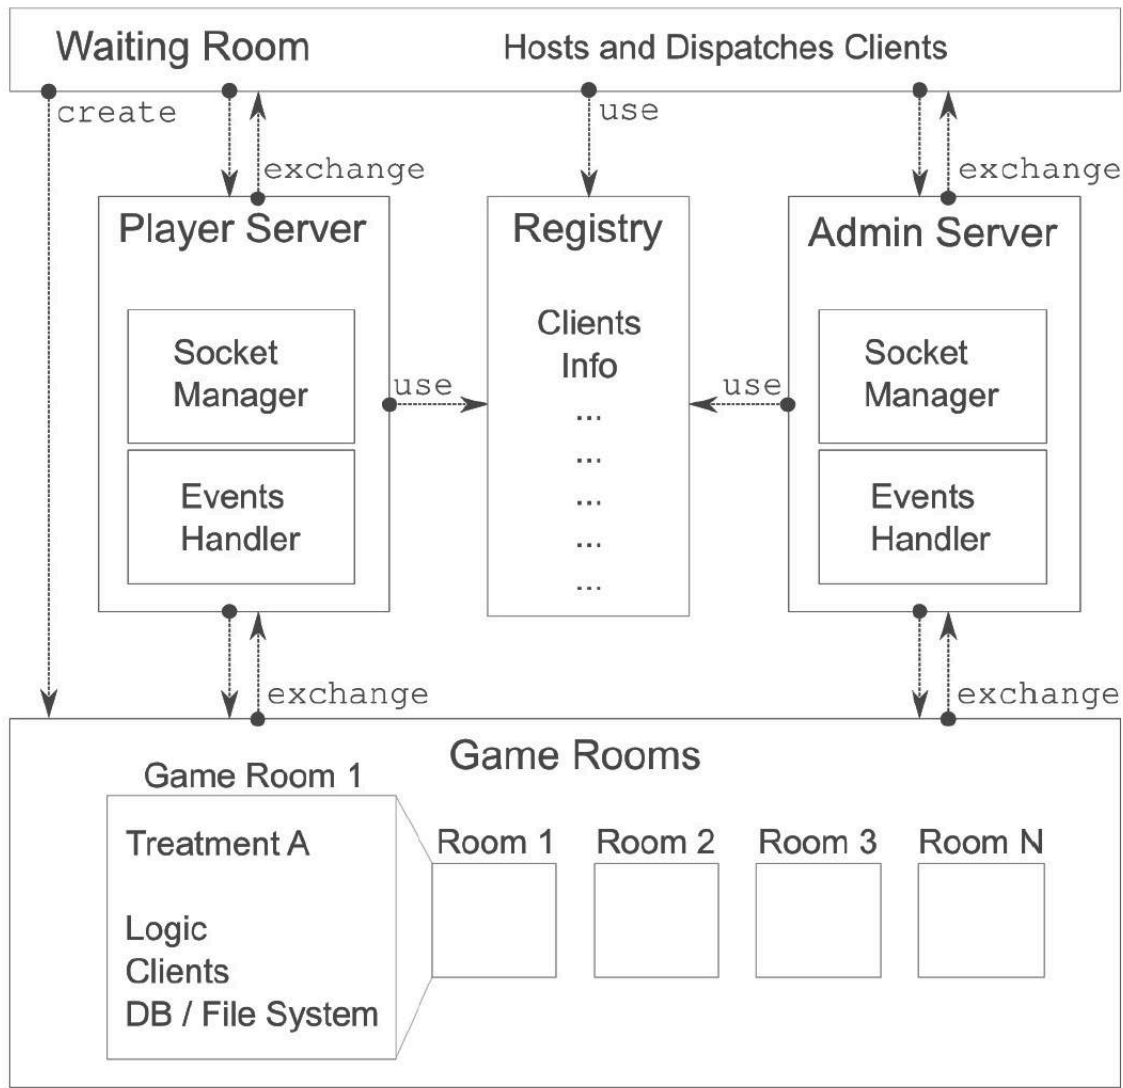 Waiting Room
Hosts and Dispatches Clients
create
use
exchange
exchange
Player Server
Registry
Admin Server
Socket
Manager
Events
Handler
use
Clients
Info
...
...
...
...
...
use
Socket
Manager
Events
Handler
exchange
exchange
Game Rooms
Game Room 1
Treatment A
Logic
Clients
DB / File System
Room 1
Room 2
Room 3
Room N